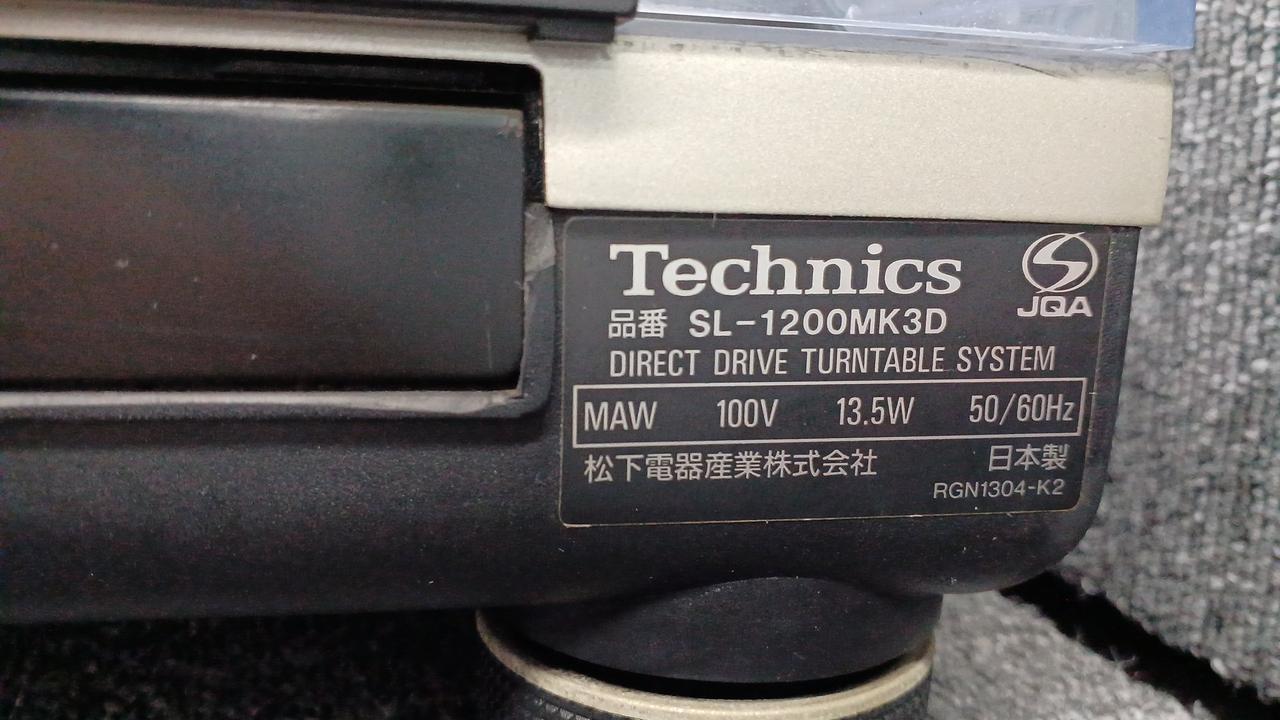 Technics
JQA
品番 SL-1200MK3D
DIRECT DRIVE TURNTABLE SYSTEM
MAW 100V 13.5W 50/60Hz
松下電器産業株式会社 日本製
RGN1304-K2